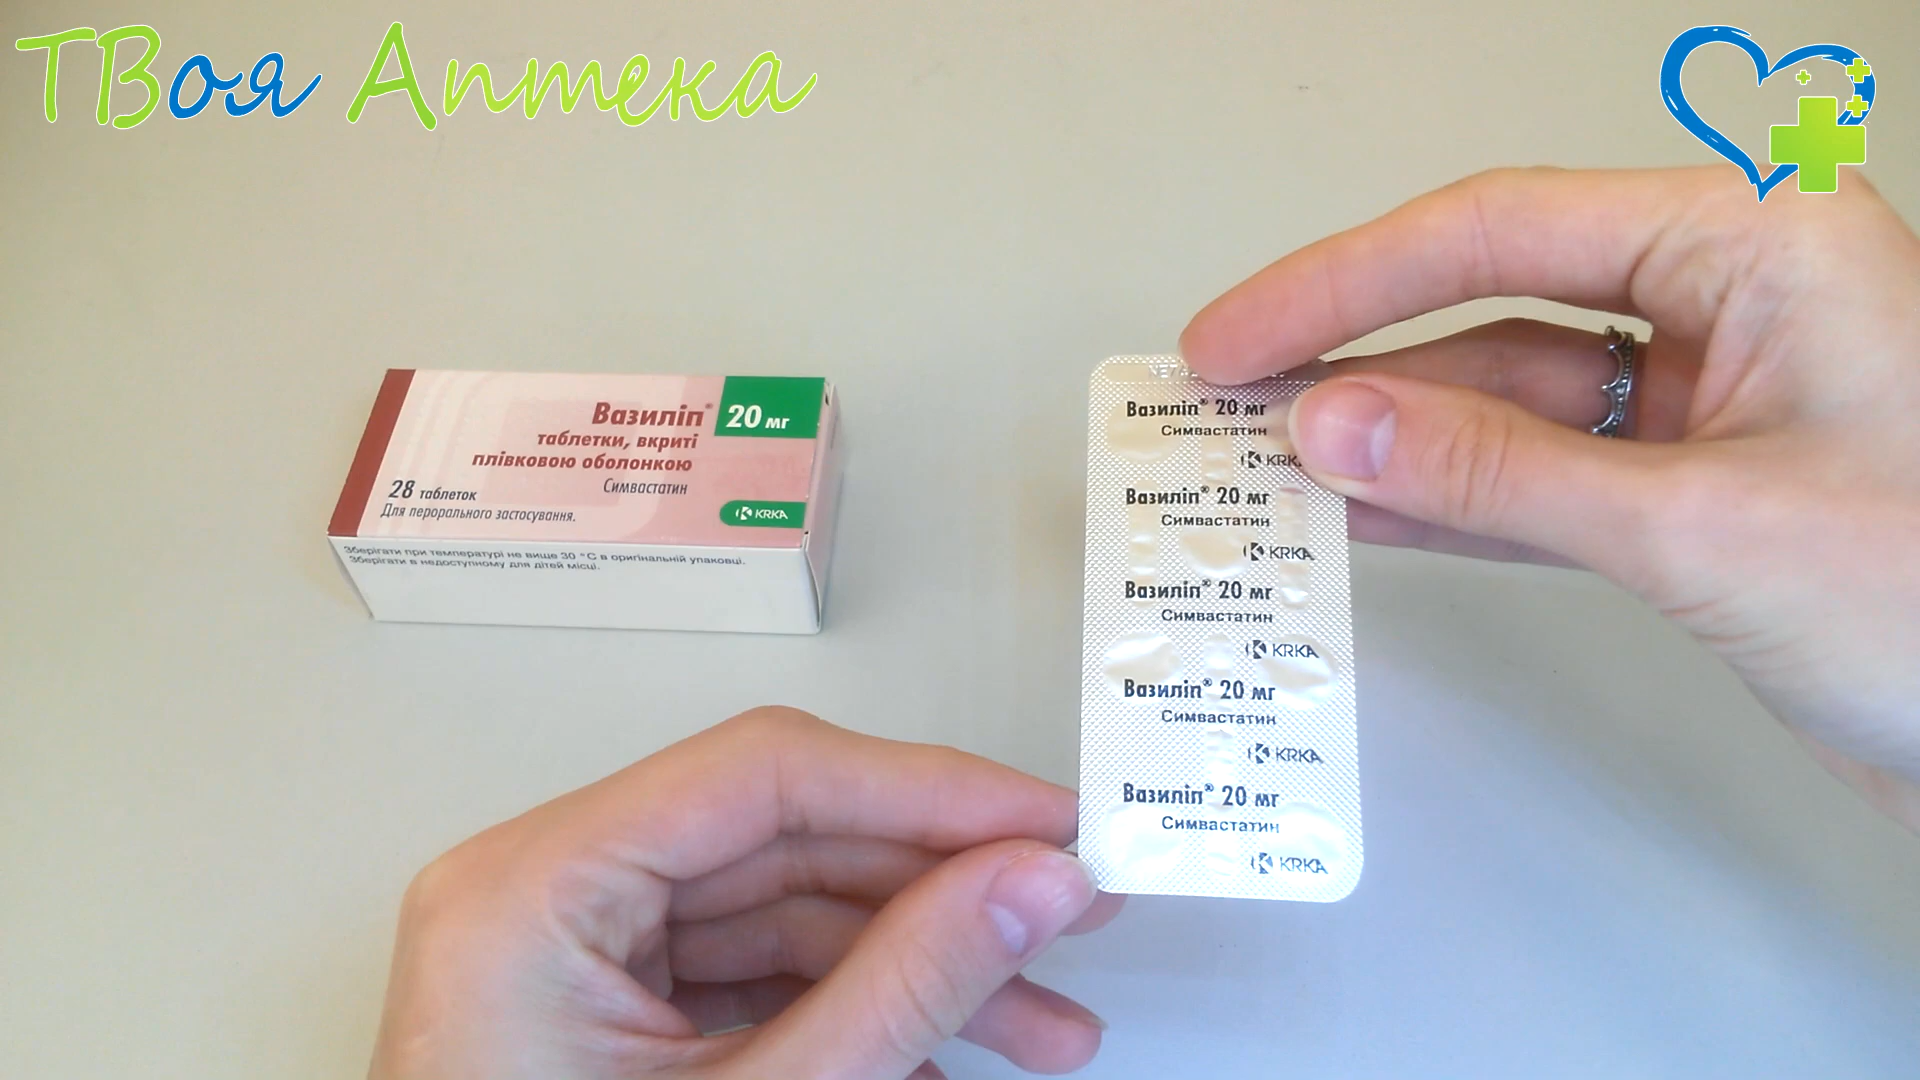 ТВоя Аптека
Вазиліп® 20 мг
таблетки, вкриті
плівковою оболонкою
Симвастатин
28 таблеток
Для перорального застосування.
KRKA
Зберігати при температурі не вище 30 °С в оригінальній упаковці.
Зберігати в недоступному для дітей місці.
Вазиліп® 20 мг
Симвастатин
Вазиліп® 20 мг
Симвастатин
KRKA
Вазиліп® 20 мг
Симвастатин
KRKA
Вазиліп® 20 мг
Симвастатин
KRKA
Вазиліп® 20 мг
Симвастатин
KRKA